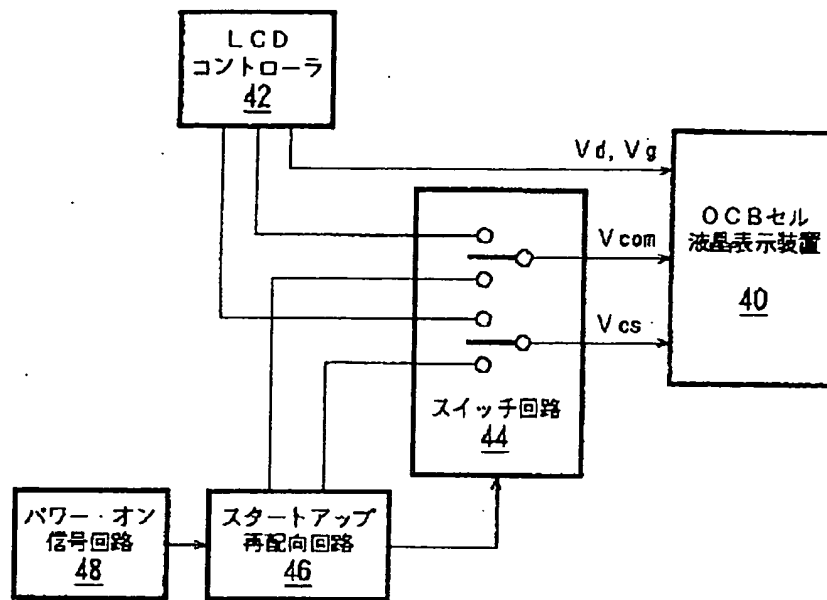 LCD
コントローラ
42
Vd, Vg
OCBセル
液晶表示装置
40
Vcom
Vcs
スイッチ回路
44
パワー・オン
信号回路
48
スタートアップ
再配向回路
46